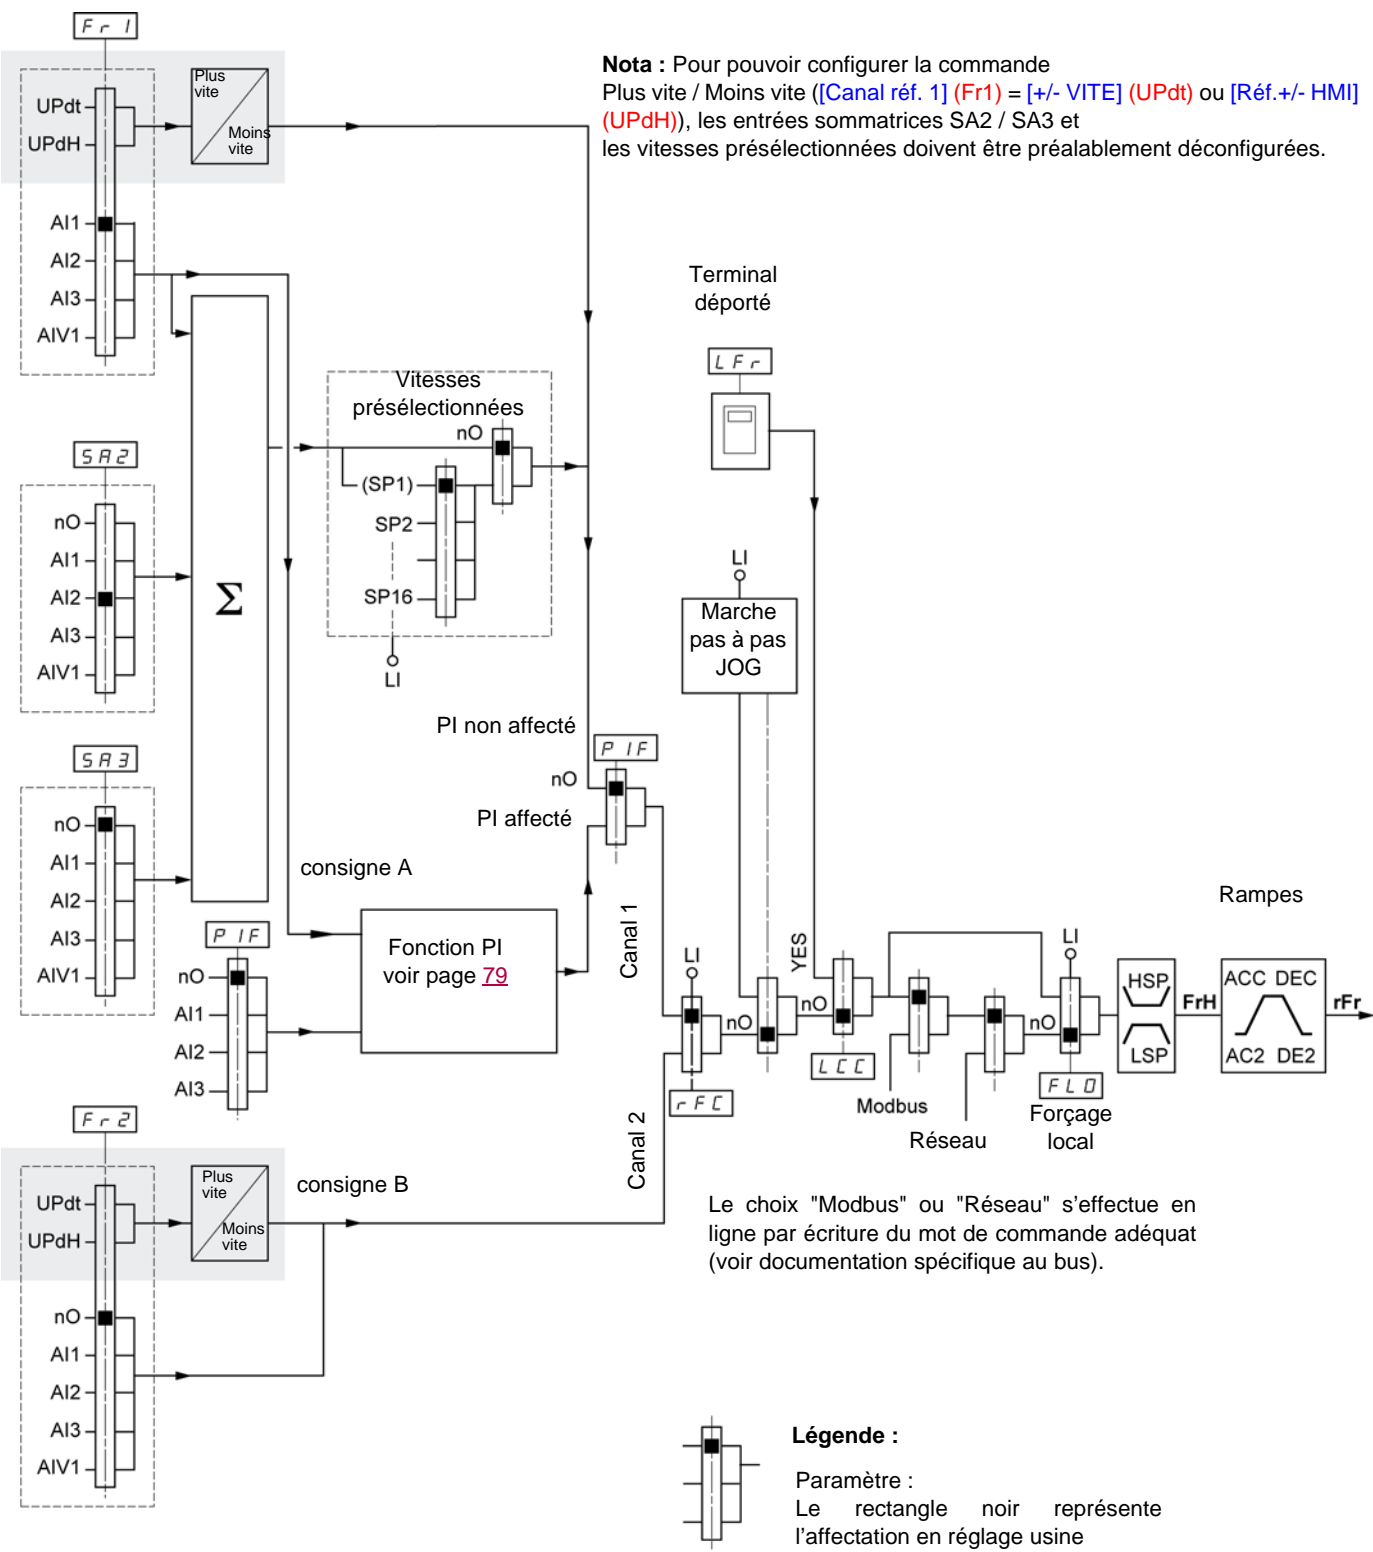 Fr1
Nota : Pour pouvoir configurer la commande
Plus vite / Moins vite ([Canal réf. 1] (Fr1) = [+/- VITE] (UPdt) ou [Réf.+/- HMI]
(UPdH)), les entrées sommatrices SA2 / SA3 et
les vitesses présélectionnées doivent être préalablement déconfigurées.
UPdt
UPdH
Plus
vite
Moins
vite
AI1
AI2
AI3
AIV1
Terminal
déporté
LFr
Vitesses
présélectionnées
nO
(SP1)
SP2
SP16
LI
SA2
nO
AI1
AI2
AI3
AIV1
Σ
LI
Marche
pas à pas
JOG
PI non affecté
PIF
nO
PI affecté
SA3
nO
AI1
AI2
AI3
AIV1
consigne A
PIF
nO
AI1
AI2
AI3
Fonction PI
voir page 79
Canal 1
Canal 2
LI
rFC
nO
YES
nO
LCC
Modbus
Réseau
nO
LI
FLO
Forçage
local
HSP
LSP
FrH
Rampes
ACC DEC
AC2 DE2
rFr
Fr2
UPdt
UPdH
Plus
vite
Moins
vite
consigne B
nO
AI1
AI2
AI3
AIV1
Le choix "Modbus" ou "Réseau" s’effectue en
ligne par écriture du mot de commande adéquat
(voir documentation spécifique au bus).
Légende :
Paramètre :
Le rectangle noir représente
l’affectation en réglage usine